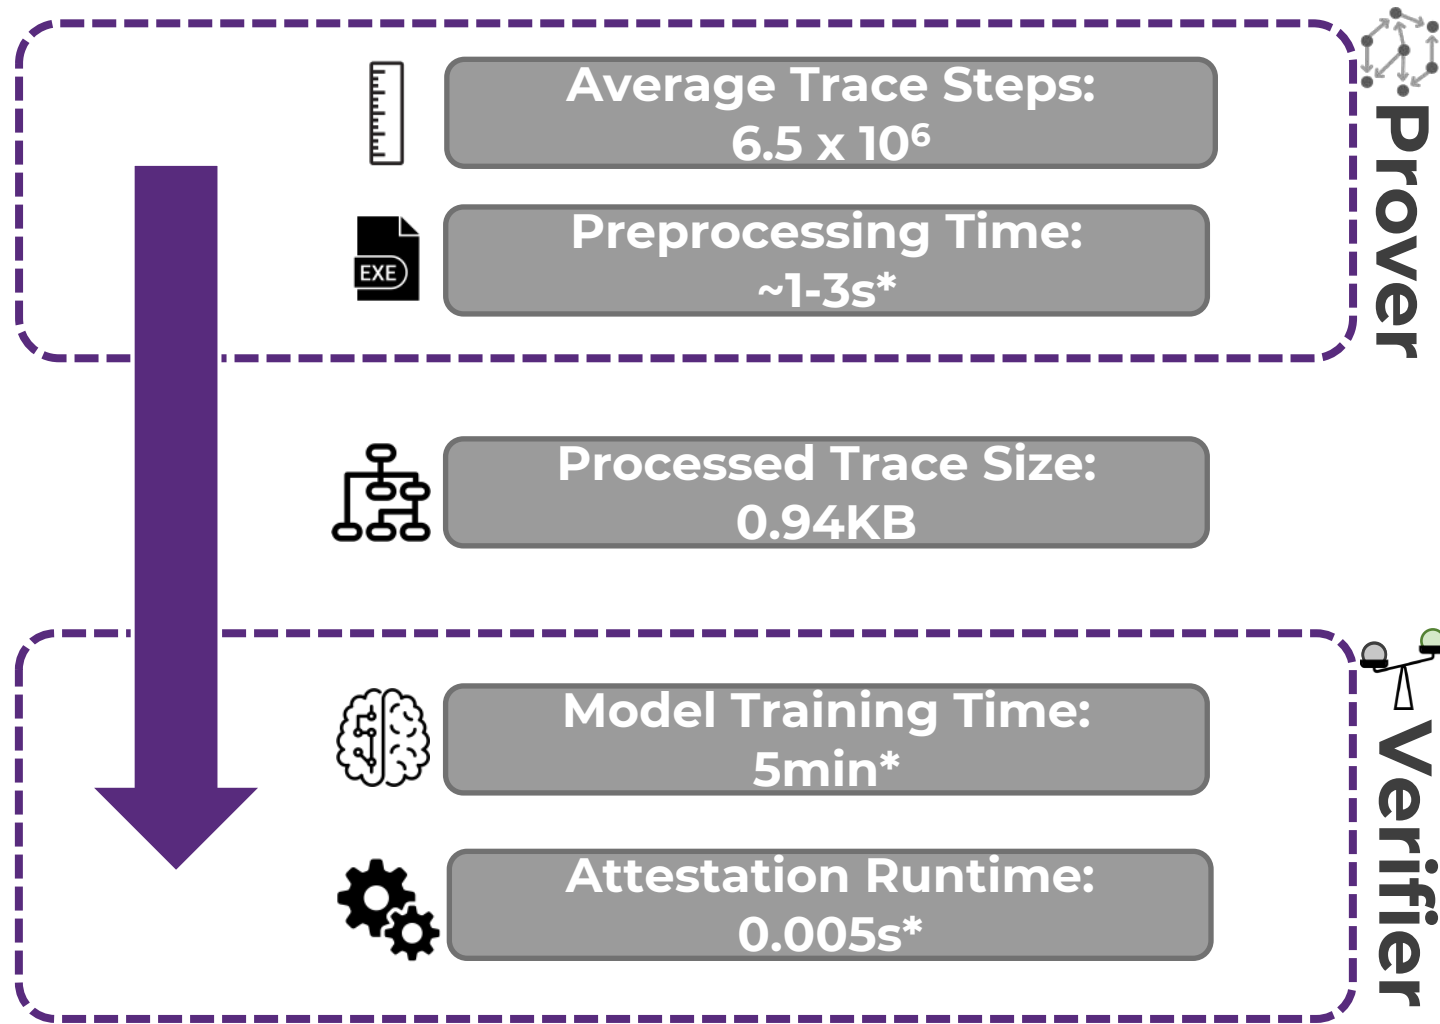 Prover
Average Trace Steps:
6.5 x 10⁶
EXE
Preprocessing Time:
~1-3s*
Processed Trace Size:
0.94KB
Verifier
Model Training Time:
5min*
Attestation Runtime:
0.005s*